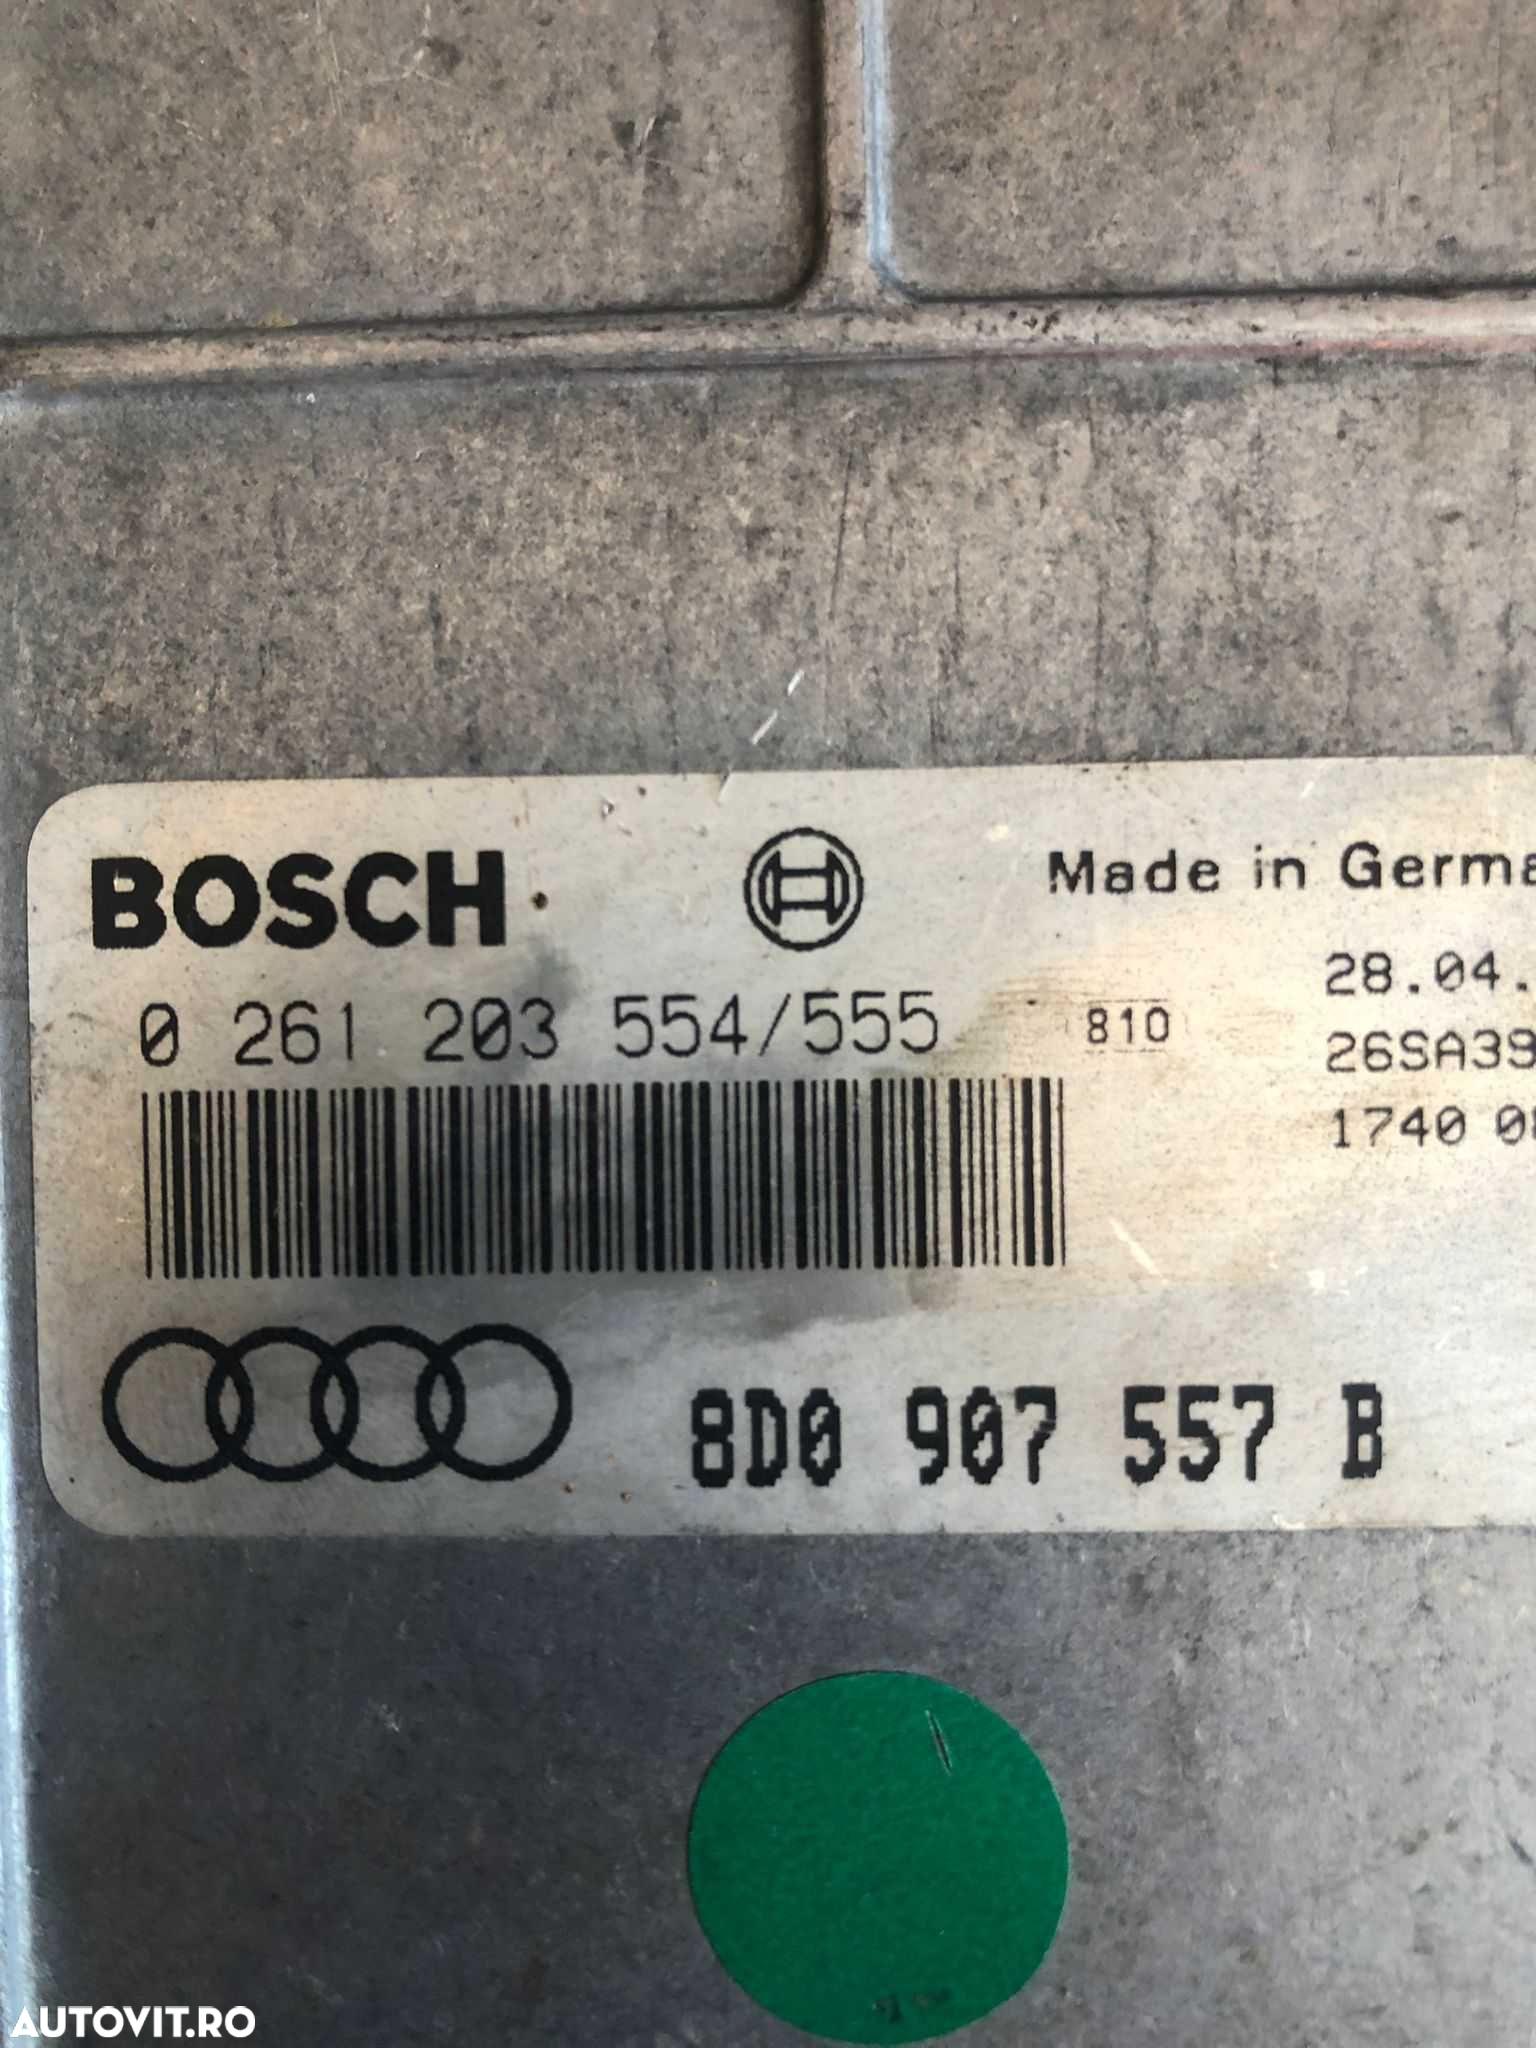 BOSCH
Made in Germa
28.04.
0 261 203 554/555
810
26SA39
1740 0
8D0 907 557 B
AUTOVIT.RO